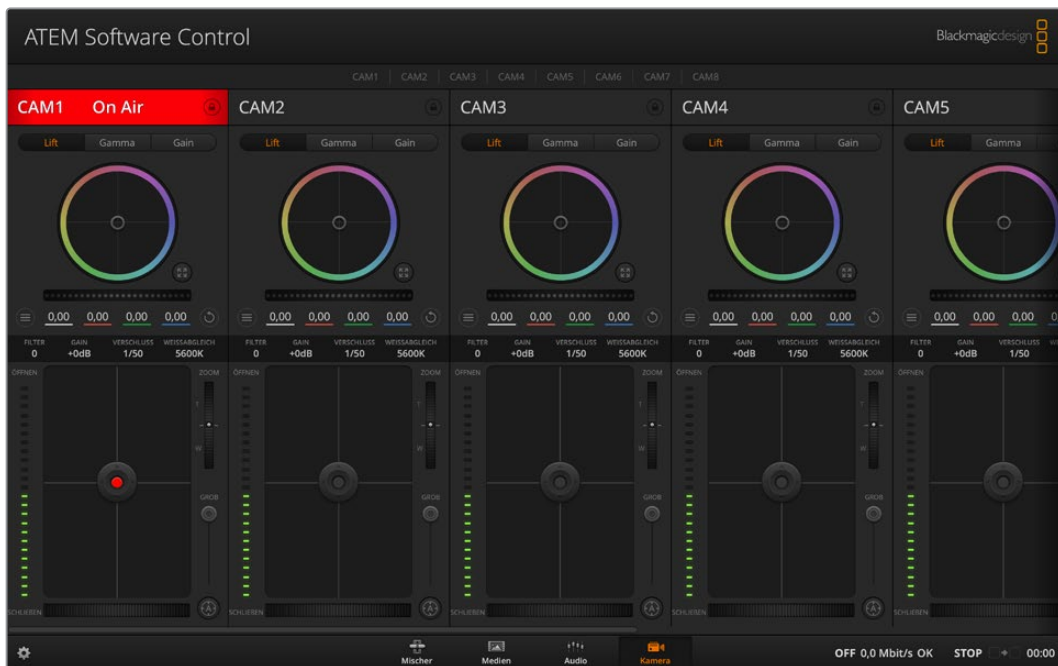 ATEM Software Control
Blackmagicdesign
CAM1 CAM2 CAM3 CAM4 CAM5 CAM6 CAM7 CAM8
CAM1 On Air CAM2 CAM3 CAM4 CAM5
Lift Gamma Gain Lift Gamma Gain Lift Gamma Gain Lift Gamma Gain Lift Gamma
0,00 0,00 0,00 0,00 0,00 0,00 0,00 0,00 0,00 0,00 0,00 0,00 0,00 0,00 0,00 0,00 0,00 0,00 0,00
FILTER GAIN VERSCHLUSS WEISSABGLEICH FILTER GAIN VERSCHLUSS WEISSABGLEICH FILTER GAIN VERSCHLUSS WEISSABGLEICH FILTER GAIN VERSCHLUSS WEISSABGLEICH FILTER GAIN VERSCHLUSS
0 +0dB 1/50 5600K 0 +0dB 1/50 5600K 0 +0dB 1/50 5600K 0 +0dB 1/50 5600K 0 +0dB 1/50
ÖFFNEN ZOOM ÖFFNEN ZOOM ÖFFNEN ZOOM ÖFFNEN ZOOM ÖFFNEN
T T T T
W W W W
GROB GROB GROB GROB
SCHLIEßEN SCHLIEßEN SCHLIEßEN SCHLIEßEN SCHLIEßEN
A A A A
Mischer Medien Audio Kamera
OFF 0,0 Mbit/s OK STOP 00:00